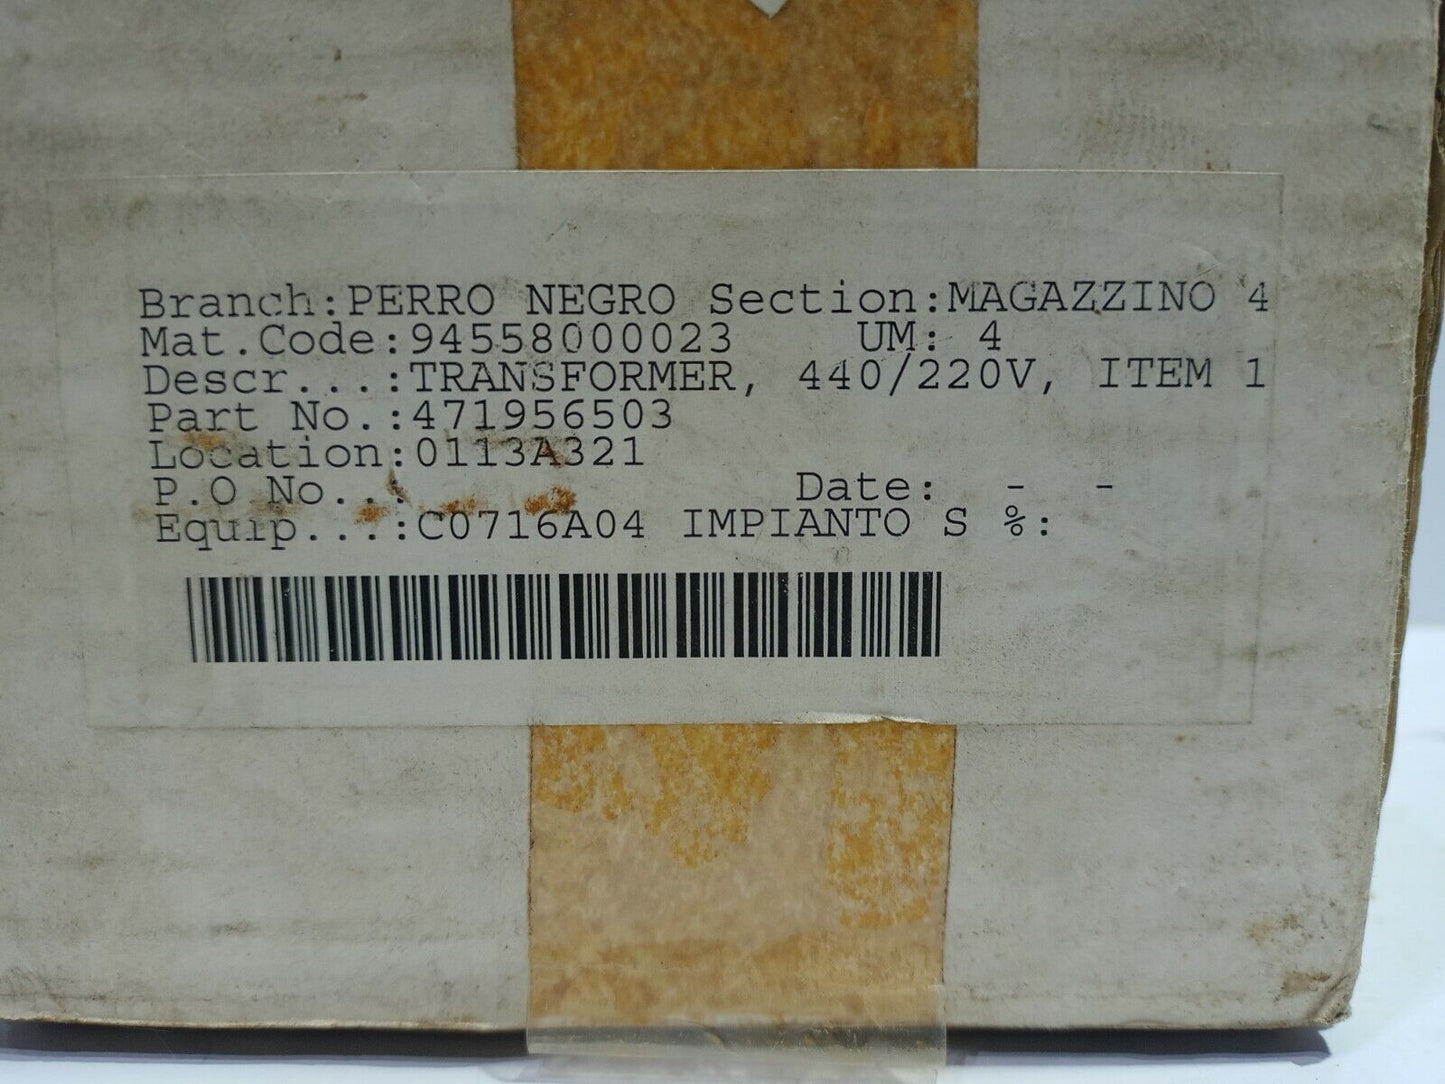 Branch:PERRO NEGRO Section:MAGAZZINO 4
Mat.Code:94558000023 UM: 4
Descr...:TRANSFORMER, 440/220V, ITEM 1
Part No.:471956503
Location:0113A321
P.O No..: Date: - -
Equip...:C0716A04 IMPIANTO S %: